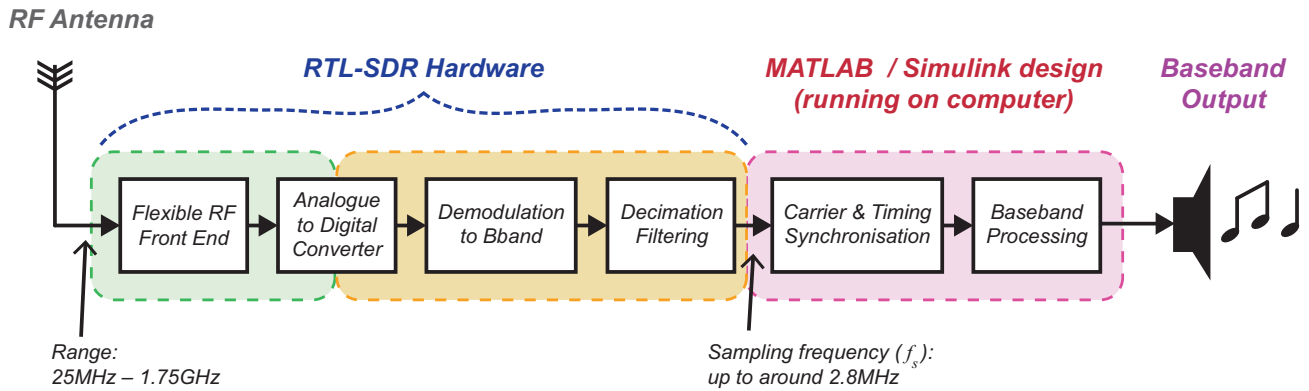 RF Antenna
RTL-SDR Hardware
MATLAB / Simulink design
(running on computer)
Baseband
Output
Flexible RF
Front End
Analogue
to Digital
Converter
Demodulation
to Bband
Decimation
Filtering
Carrier & Timing
Synchronisation
Baseband
Processing
Range:
25MHz – 1.75GHz
Sampling frequency (fs):
up to around 2.8MHz